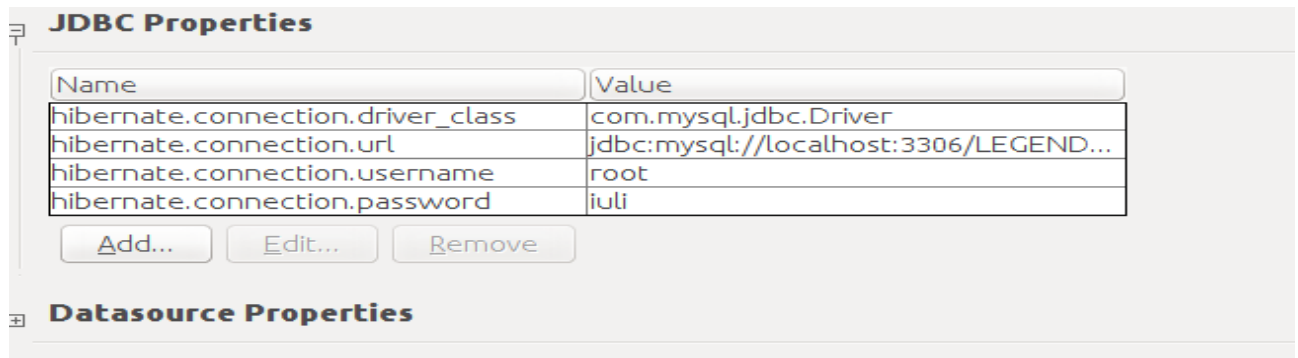 JDBC Properties
Name Value
hibernate.connection.driver_class com.mysql.jdbc.Driver
hibernate.connection.url jdbc:mysql://localhost:3306/LEGEND...
hibernate.connection.username root
hibernate.connection.password iuli
Add... Edit... Remove
Datasource Properties